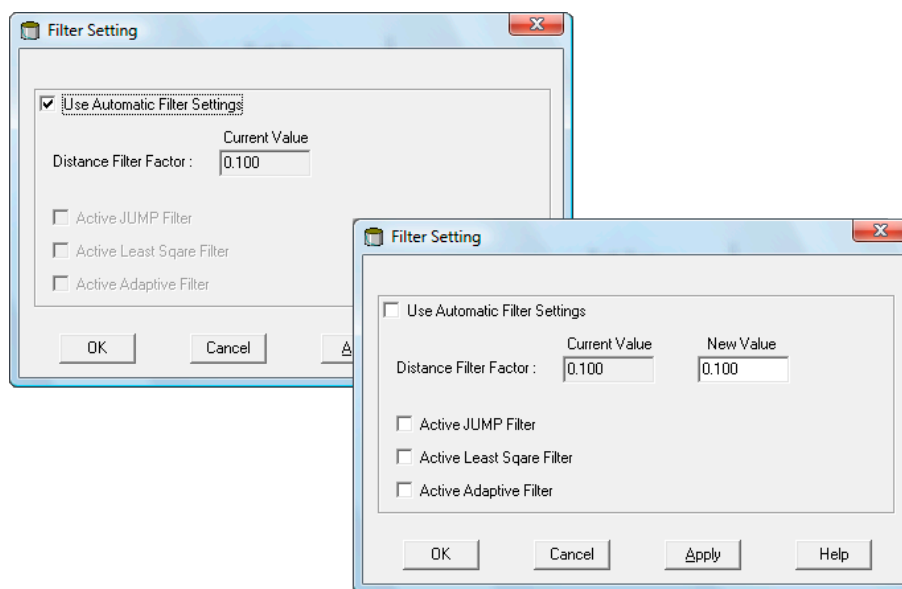 Filter Setting
Use Automatic Filter Settings
Current Value
Distance Filter Factor : 0.100
Active JUMP Filter
Active Least Sqare Filter
Active Adaptive Filter
OK Cancel A
Filter Setting
Use Automatic Filter Settings
Current Value New Value
Distance Filter Factor : 0.100 0.100
Active JUMP Filter
Active Least Sqare Filter
Active Adaptive Filter
OK Cancel Apply Help